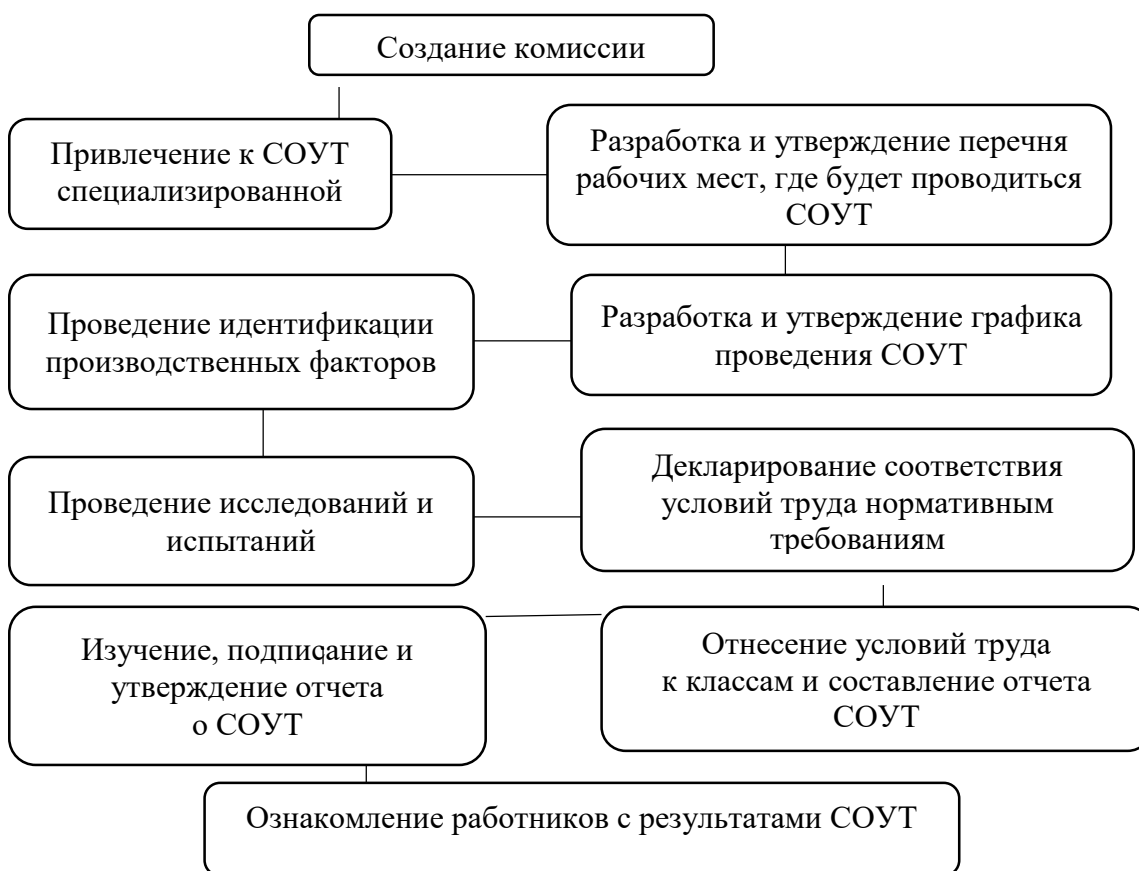 Создание комиссии
Привлечение к СОУТ
специализированной
Разработка и утверждение перечня
рабочих мест, где будет проводиться
СОУТ
Проведение идентификации
производственных факторов
Разработка и утверждение графика
проведения СОУТ
Проведение исследований и
испытаний
Декларирование соответствия
условий труда нормативным
требованиям
Изучение, подписание и
утверждение отчета
о СОУТ
Отнесение условий труда
к классам и составление отчета
СОУТ
Ознакомление работников с результатами СОУТ